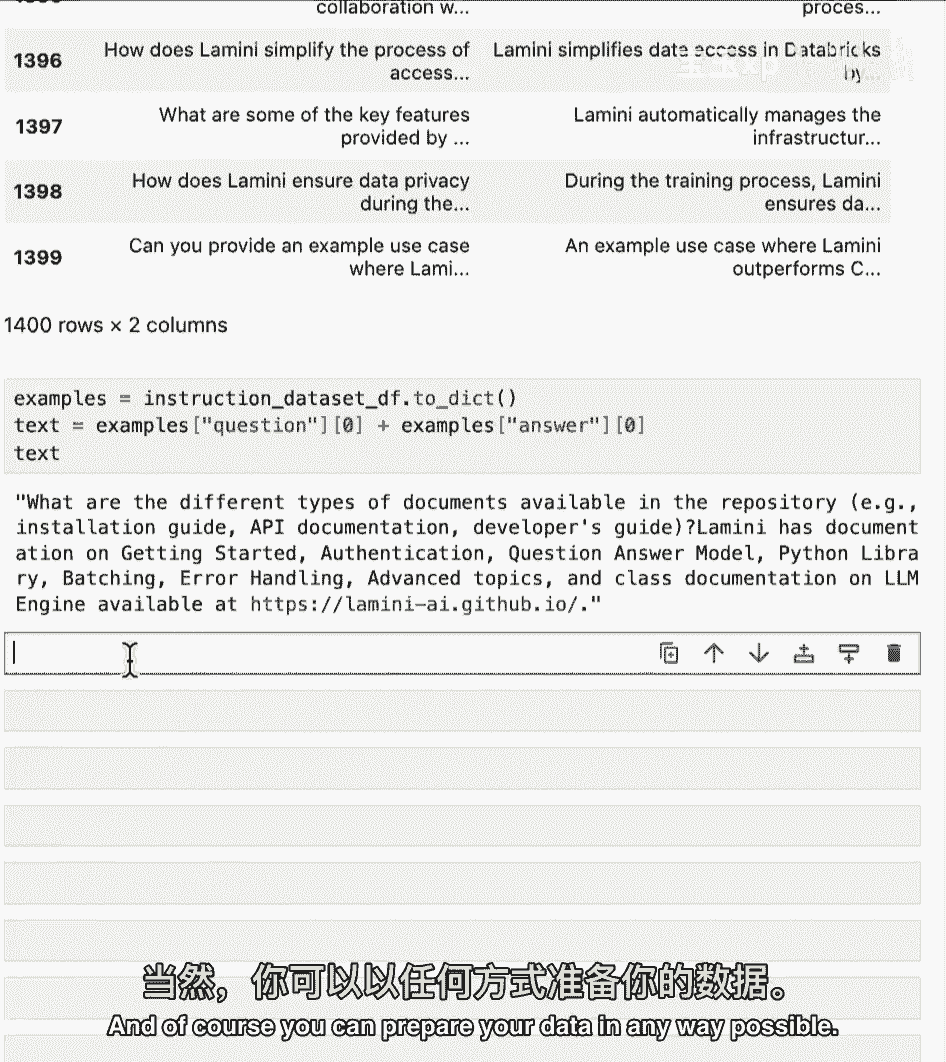 collaboration w... proces...
1396 How does Lamini simplify the process of Lamini simplifies data access in Databricks
access... by...
1397 What are some of the key features Lamini automatically manages the
provided by ... infrastructur...
1398 How does Lamini ensure data privacy During the training process, Lamini
during the... ensures da...
1399 Can you provide an example use case An example use case where Lamini
where Lami... outperforms C...
1400 rows × 2 columns
examples = instruction_dataset_df.to_dict()
text = examples["question"][0] + examples["answer"][0]
text
"What are the different types of documents available in the repository (e.g.,
installation guide, API documentation, developer's guide)?Lamini has document
ation on Getting Started, Authentication, Question Answer Model, Python Libra
ry, Batching, Error Handling, Advanced topics, and class documentation on LLM
Engine available at https://lamini-ai.github.io/."
当然，你可以以任何方式准备你的数据。
And of course you can prepare your data in any way possible.